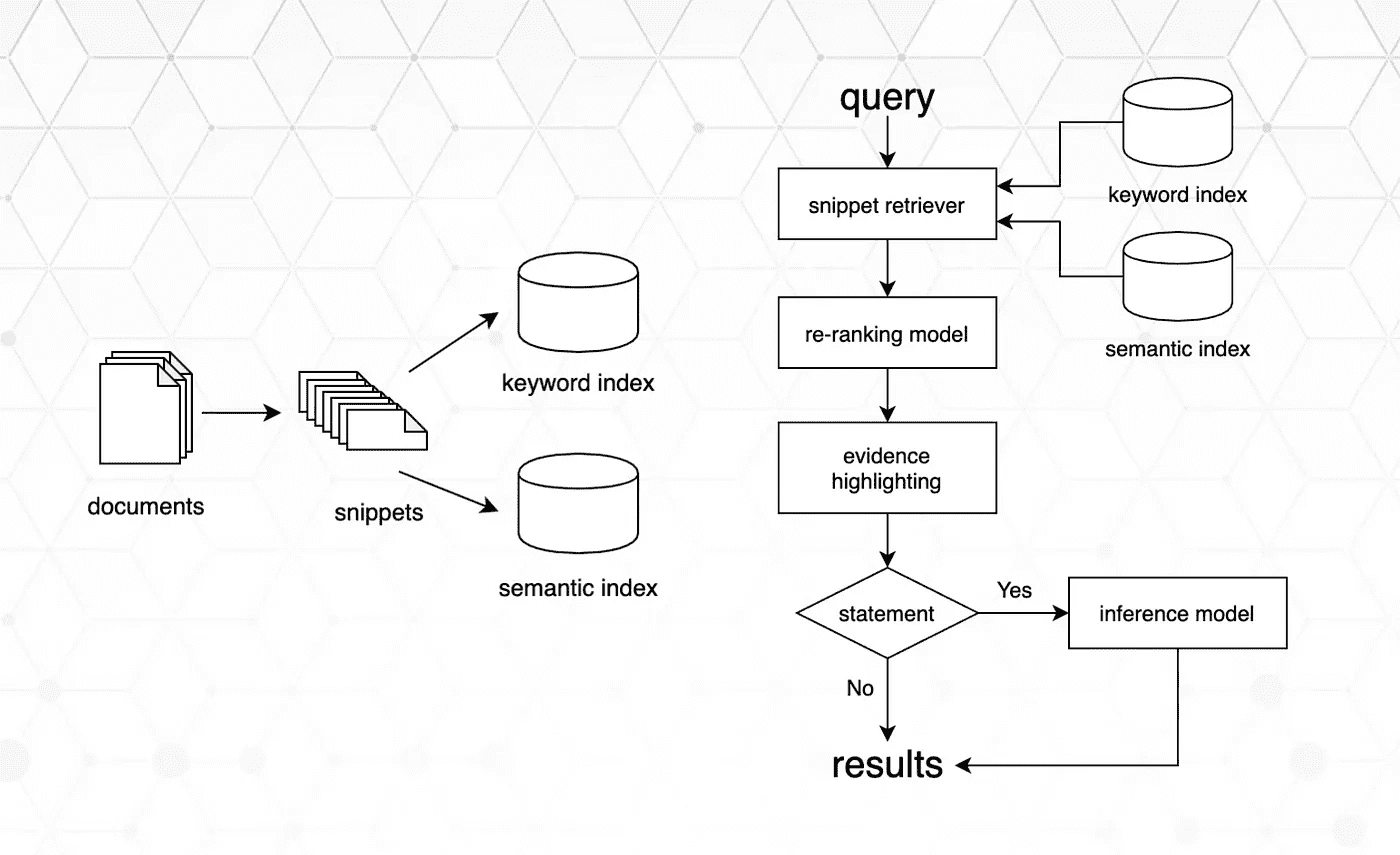 documents
snippets
keyword index
semantic index
query
snippet retriever
keyword index
semantic index
re-ranking model
evidence
highlighting
statement
Yes
inference model
No
results